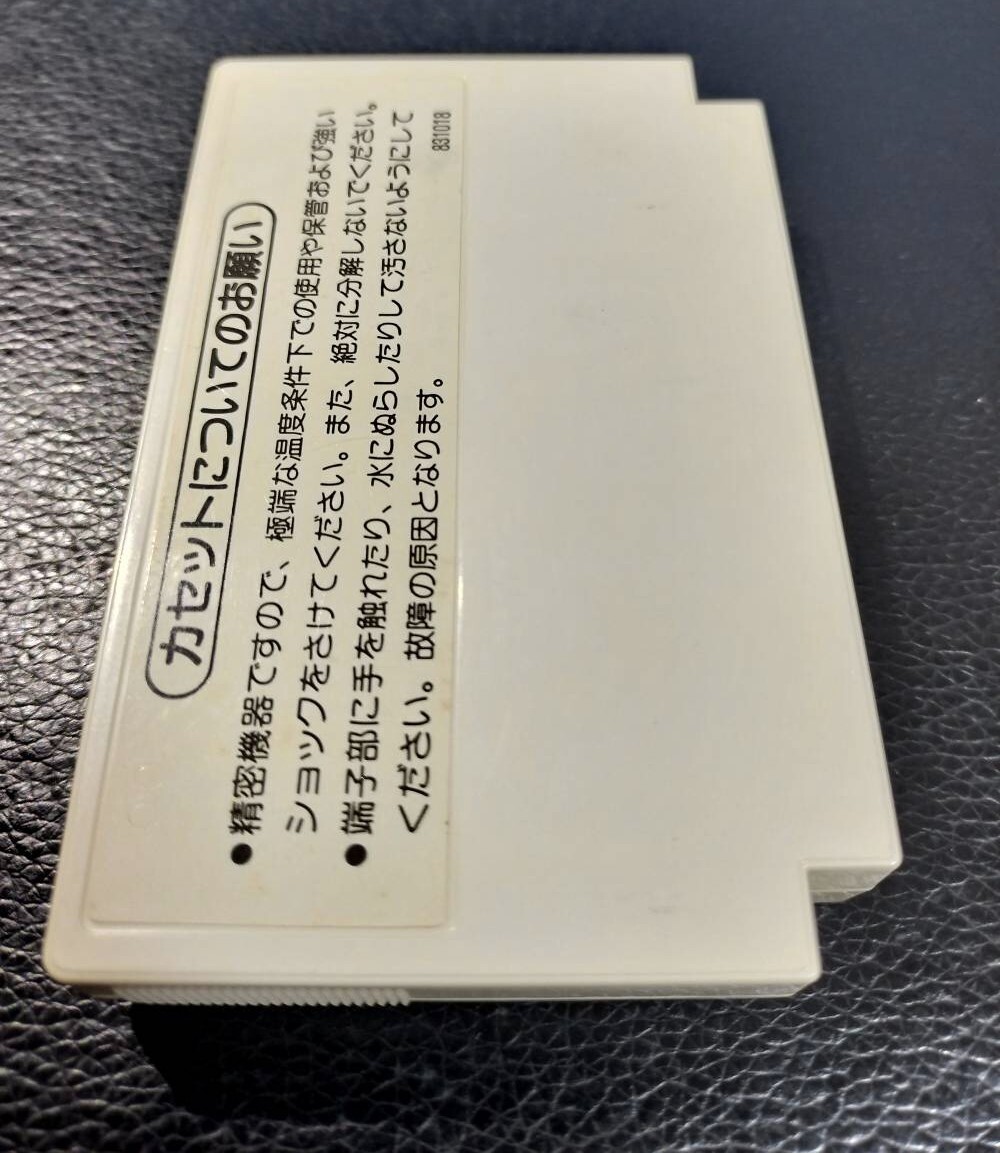 カセットについてのお願い
●精密機器ですので、極端な温度条件下での使用や保管および強い
ショックをさけてください。また、絶対に分解しないでください。
●端子部に手を触れたり、水にぬらしたりして汚さないようにして
ください。故障の原因となります。
831018